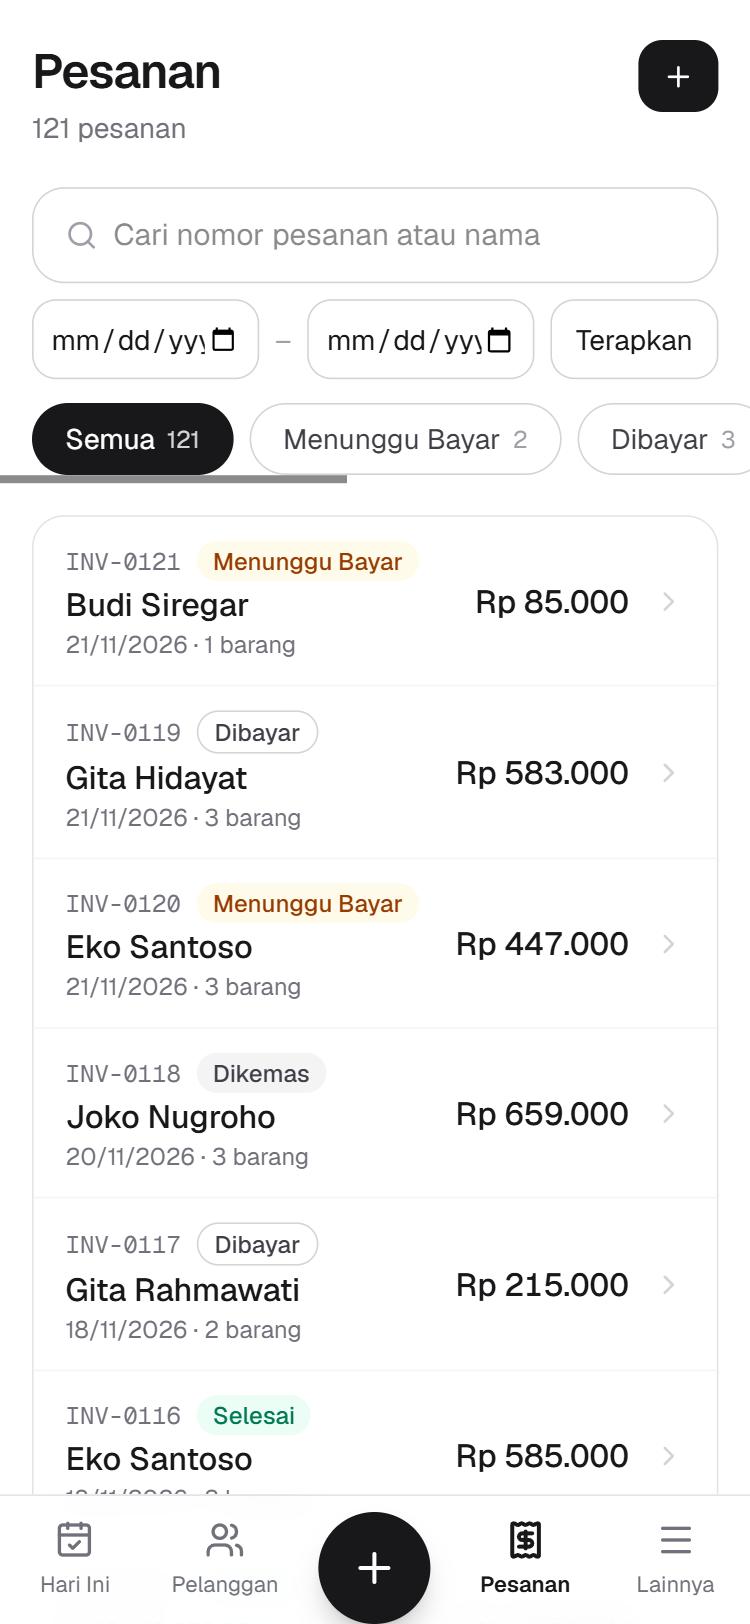 Pesanan
121 pesanan
Cari nomor pesanan atau nama
mm/dd/yyy – mm/dd/yyy Terapkan
Semua 121 Menunggu Bayar 2 Dibayar 3
INV-0121 Menunggu Bayar
Budi Siregar Rp 85.000
21/11/2026 · 1 barang
INV-0119 Dibayar
Gita Hidayat Rp 583.000
21/11/2026 · 3 barang
INV-0120 Menunggu Bayar
Eko Santoso Rp 447.000
21/11/2026 · 3 barang
INV-0118 Dikemas
Joko Nugroho Rp 659.000
20/11/2026 · 3 barang
INV-0117 Dibayar
Gita Rahmawati Rp 215.000
18/11/2026 · 2 barang
INV-0116 Selesai
Eko Santoso Rp 585.000
Hari Ini Pelanggan Pesanan Lainnya